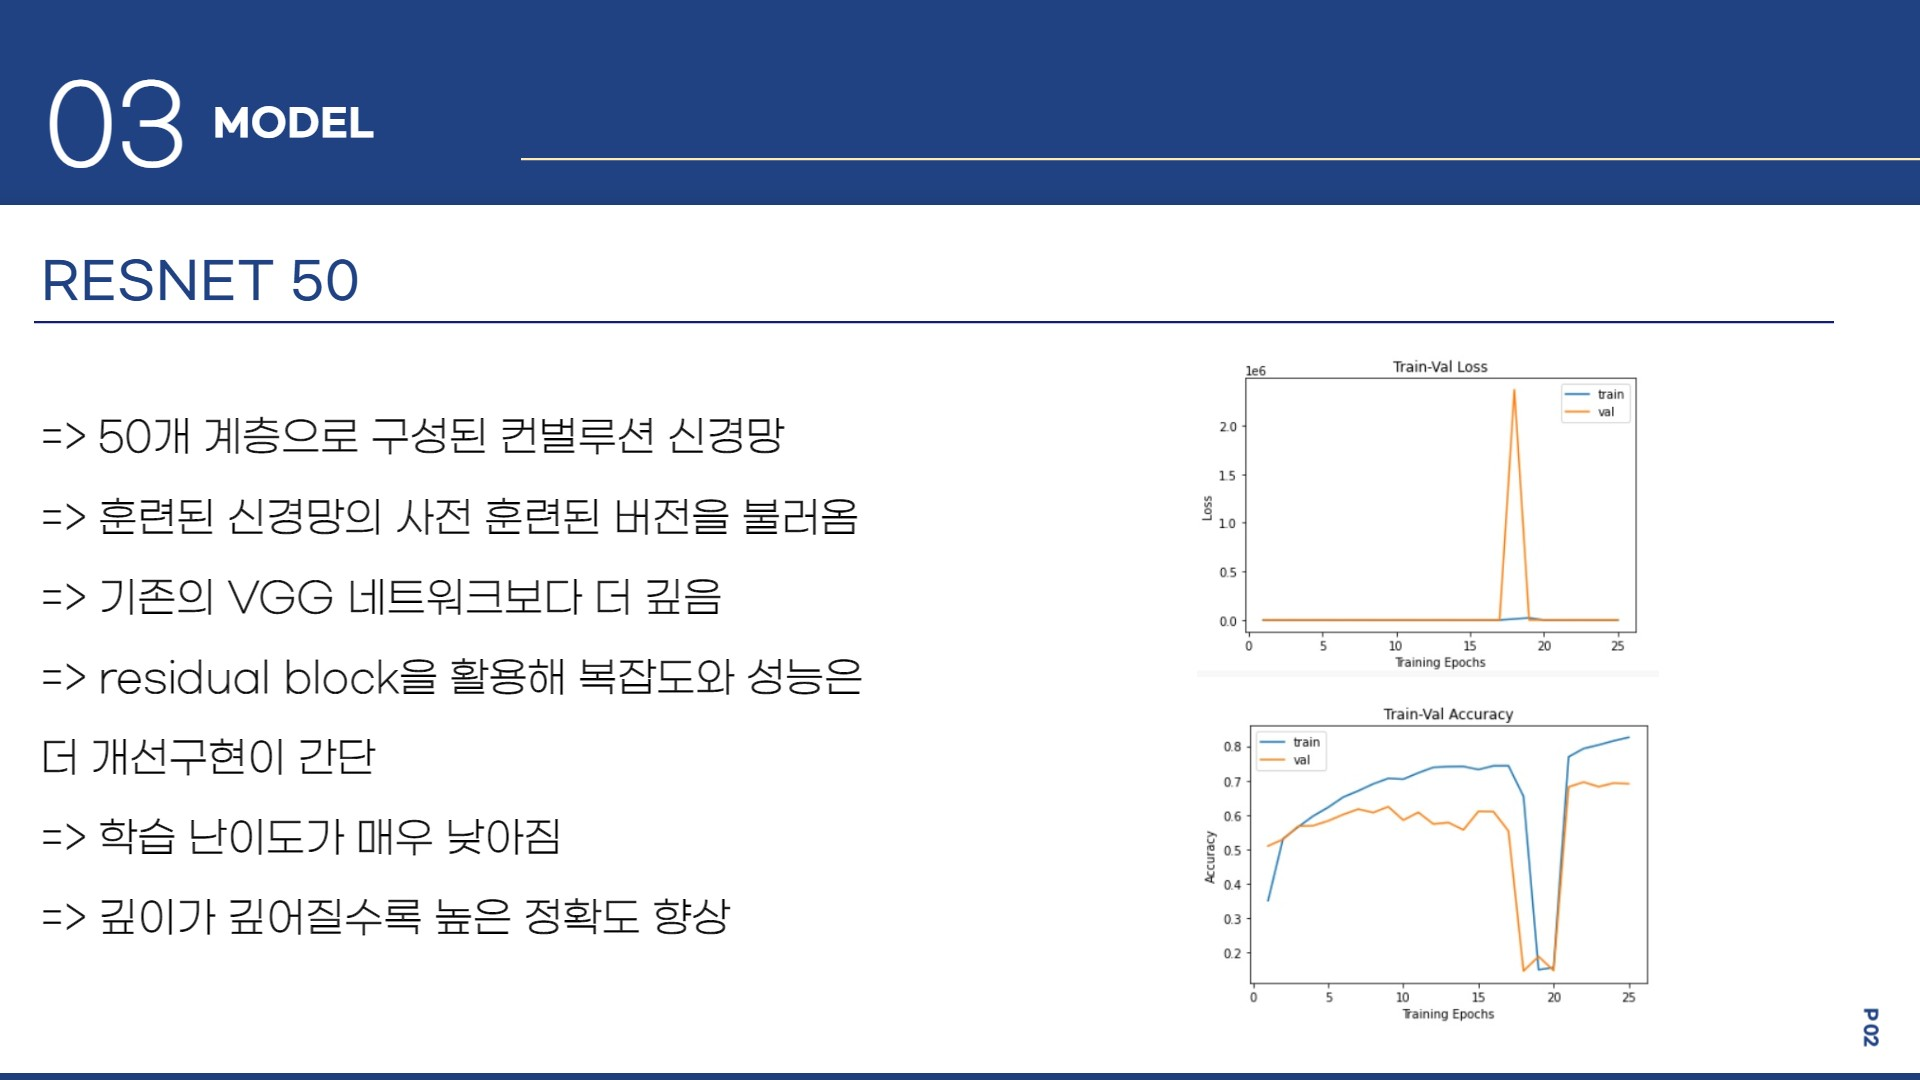 03 MODEL
RESNET 50
=> 50개 계층으로 구성된 컨벌루션 신경망
=> 훈련된 신경망의 사전 훈련된 버전을 불러옴
=> 기존의 VGG 네트워크보다 더 깊음
=> residual block을 활용해 복잡도와 성능은
더 개선구현이 간단
=> 학습 난이도가 매우 낮아짐
=> 깊이가 깊어질수록 높은 정확도 향상
Train-Val Loss
1e6
train
val
2.0
1.5
1.0
0.5
0.0
Loss
0 5 10 15 20 25
Training Epochs
Train-Val Accuracy
train
val
0.8
0.7
0.6
0.5
0.4
0.3
0.2
Accuracy
0 5 10 15 20 25
Training Epochs
P 02